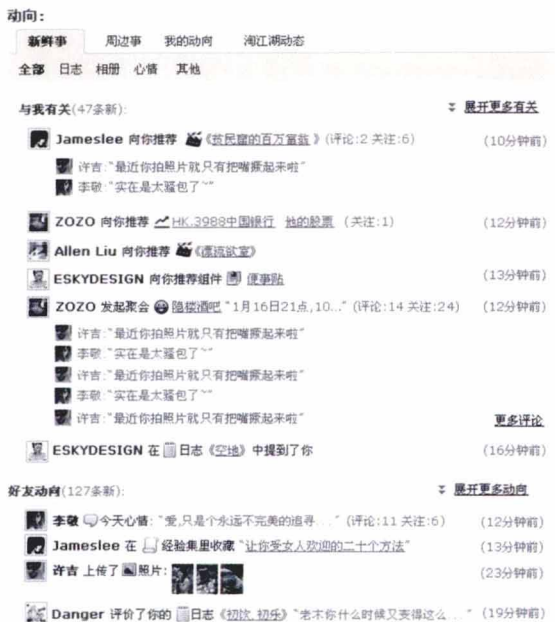 动向：
新鲜事 周边事 我的动向 淘江湖动态
全部 日志 相册 心情 其他
与我有关(47条新)： 展开更多有关
Jameslee 向你推荐 《贫民窟的百万富翁》(评论:2 关注:6) (10分钟前)
许吉:"最近你拍照片就只有把嘴撅起来啦"
李敬:"实在是太骚包了~"
ZOZO 向你推荐 HK.3988中国银行 他的股票 (关注:1) (12分钟前)
Allen Liu 向你推荐 《漂流欲室》
ESKYDESIGN 向你推荐组件 便事贴 (13分钟前)
ZOZO 发起聚会 隐楼酒吧 "1月16日21点,10..." (评论:14 关注:24) (12分钟前)
许吉:"最近你拍照片就只有把嘴撅起来啦"
李敬:"实在是太骚包了~"
许吉:"最近你拍照片就只有把嘴撅起来啦"
李敬:"实在是太骚包了~"
许吉:"最近你拍照片就只有把嘴撅起来啦" 更多评论
ESKYDESIGN 在 日志《空地》中提到了你 (16分钟前)
好友动向(127条新)： 展开更多动向
李敬 今天心情: "爱,只是个永远不完美的追寻..." (评论:11 关注:6) (12分钟前)
Jameslee 在 经验集里收藏 "让你受女人欢迎的二十个方法" (13分钟前)
许吉 上传了 照片: (23分钟前)
Danger 评价了你的 日志《初饮,初乐》"老木你什么时候又变得这么..." (19分钟前)